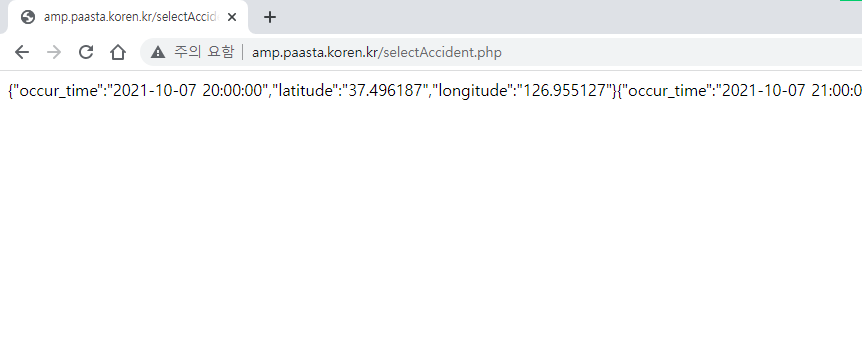 amp.paasta.koren.kr/selectAccid
주의 요함 | amp.paasta.koren.kr/selectAccident.php
{"occur_time":"2021-10-07 20:00:00","latitude":"37.496187","longitude":"126.955127"}{"occur_time":"2021-10-07 21:00:0